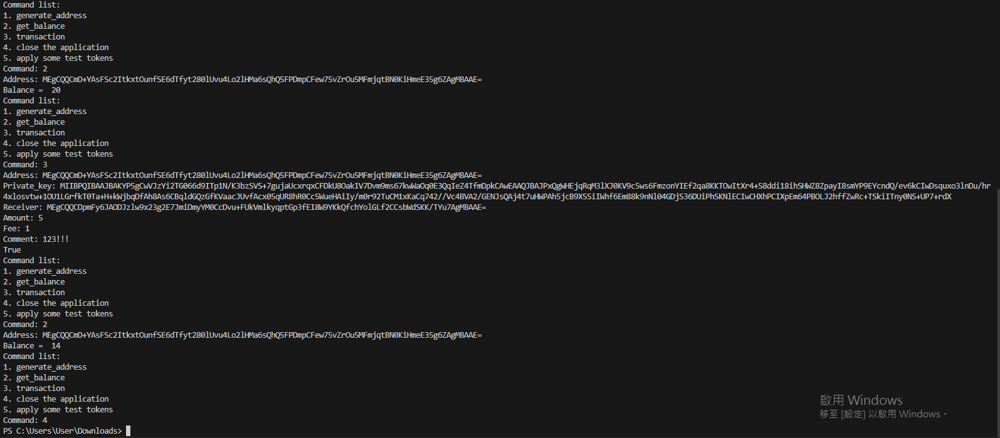 Command list:
1. generate_address
2. get_balance
3. transaction
4. close the application
5. apply some test tokens
Command: 2
Address: MEgCQQCmD+YAsFSc2ItkxtOunfSE6dTfyt280lUvu4Lo2lHMa6sQhQ5FPDmpCFew75vZrOu5MFmjqtBN0KiHmeE35g6ZAgMBAAE=
Balance =  20
Command list:
1. generate_address
2. get_balance
3. transaction
4. close the application
5. apply some test tokens
Command: 3
Address: MEgCQQCmD+YAsFSc2ItkxtOunfSE6dTfyt280lUvu4Lo2lHMa6sQhQ5FPDmpCFew75vZrOu5MFmjqtBN0KiHmeE35g6ZAgMBAAE=
Private_key: MIIBPQIBAAJBAKYP5gCwVJzYi2TG066d9ITp1N/K3bzSVS+7gujaUcxrqxCFDkU8OakIV7Dvm9ms67kwWaOq0E3QqIeZ4TfmDpkCAwEAAQJBAJPxQgWHEjqRqM3lXJ0KV9c5ws6FmzonYIEf2qa8KKTOwItXr4+S8ddi18ihSHWZ8ZpayI8smYP9EYcndQ/ev6kCIwDsquxo3lnDu/hr
4xlosvtw+1OU1LGrfkT0Ta+H+kWjbqDfAh8As6CBqldGQzGfKVaacJUvfAcx05qUR8hR0Cc5WueHAiIy/m0r92TuCM1xKaCq742//Vc4BVA2/GENJsQAj4t7uHWPAh5jcB9X5SiIWhf6Em88k9nNl04GDjS36DUiPhSKNlECIwCHXhPCIXpEm64PBOLJ2hffZwRc+TSkiITny0NS+UP7+rdX
Receiver: MEgCQQCDpmFy6JAODJzlw9x23g2E7JmiDmyYM0CcDvu+FUkVmlkyqptGp3fEI8W9YKkQfchYolGLf2CCsbWdSKK/TYu7AgMBAAE=
Amount: 5
Fee: 1
Comment: 123!!!
True
Command list:
1. generate_address
2. get_balance
3. transaction
4. close the application
5. apply some test tokens
Command: 2
Address: MEgCQQCmD+YAsFSc2ItkxtOunfSE6dTfyt280lUvu4Lo2lHMa6sQhQ5FPDmpCFew75vZrOu5MFmjqtBN0KiHmeE35g6ZAgMBAAE=
Balance =  14
Command list:
1. generate_address
2. get_balance
3. transaction
4. close the application
5. apply some test tokens
Command: 4
PS C:\Users\User\Downloads>
啟用 Windows
移至 [設定] 以啟用 Windows。